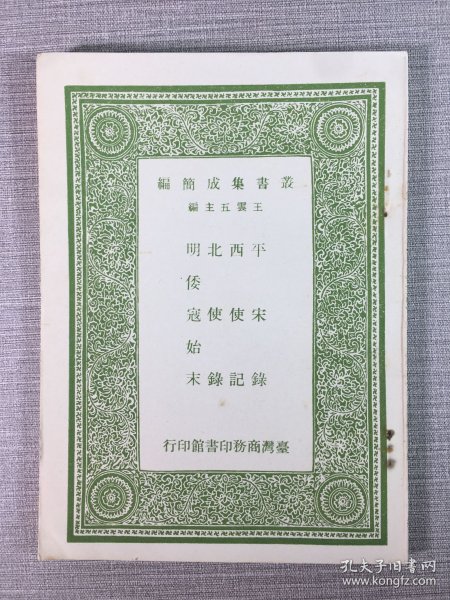 叢書集成簡編
王雲五主編
平宋錄
西使記
北使錄
明倭寇始末
臺灣商務印書館印行
孔夫子旧书网
www.kongfz.com